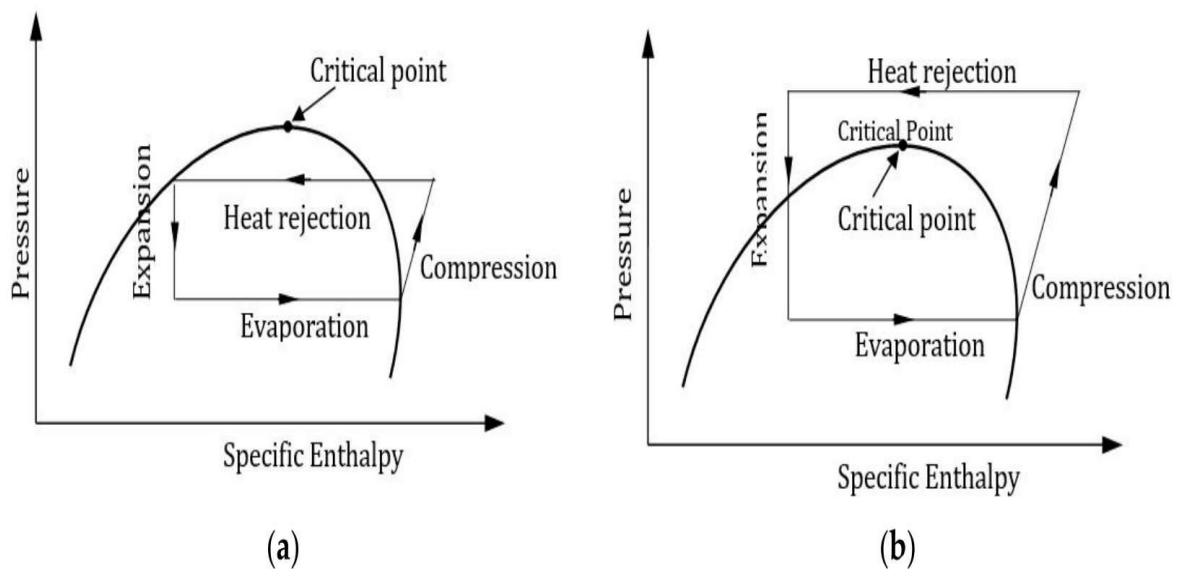 Critical point
Pressure
Expansion
Heat rejection
Compression
Evaporation
Specific Enthalpy
(a)
Heat rejection
Critical Point
Pressure
Expansion
Critical point
Compression
Evaporation
Specific Enthalpy
(b)